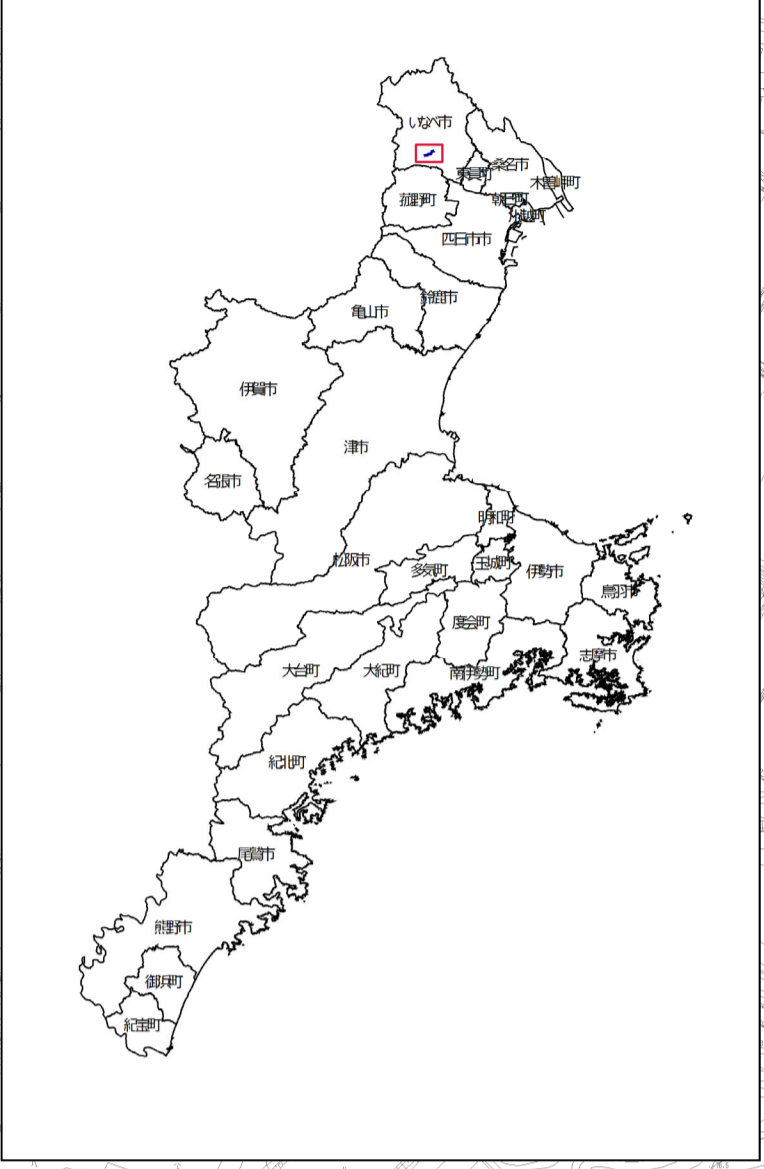 いなべ市
桑名市
東員町
木曽岬町
菰野町
朝日町
川越町
四日市市
鈴鹿市
亀山市
伊賀市
津市
名張市
明和町
松阪市
多気町
玉城町
伊勢市
鳥羽市
度会町
志摩市
大台町
大紀町
南伊勢町
紀北町
尾鷲市
熊野市
御浜町
紀宝町